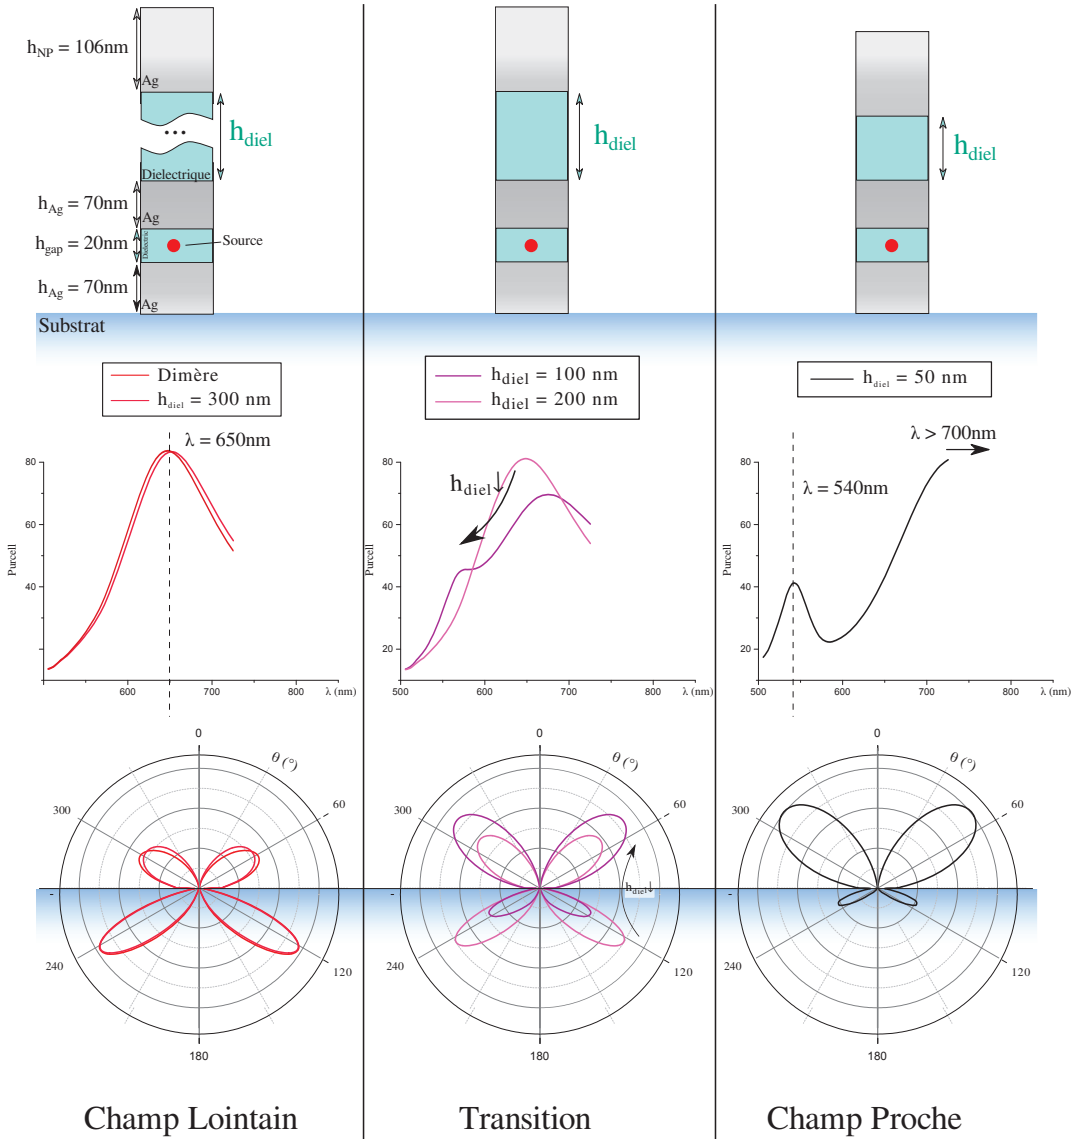 h_NP = 106nm
Ag
h_diel
...
h_diel
h_diel
Dielectrique
h_Ag = 70nm
Ag
h_gap = 20nm
Dielectric
Source
h_Ag = 70nm
Ag
Substrat
Dimère
h_diel = 300 nm
h_diel = 100 nm
h_diel = 200 nm
h_diel = 50 nm
λ = 650nm
80
60
40
20
Purcell
600
700
800
λ (nm)
h_diel↓
80
60
40
20
Purcell
500
600
700
800
λ (nm)
λ > 700nm
λ = 540nm
80
60
40
20
Purcell
500
600
700
800
λ (nm)
0
θ (°)
300
60
-
240
120
180
0
θ (°)
300
60
h_diel↓
-
240
120
180
0
θ (°)
300
60
-
240
120
180
Champ Lointain
Transition
Champ Proche